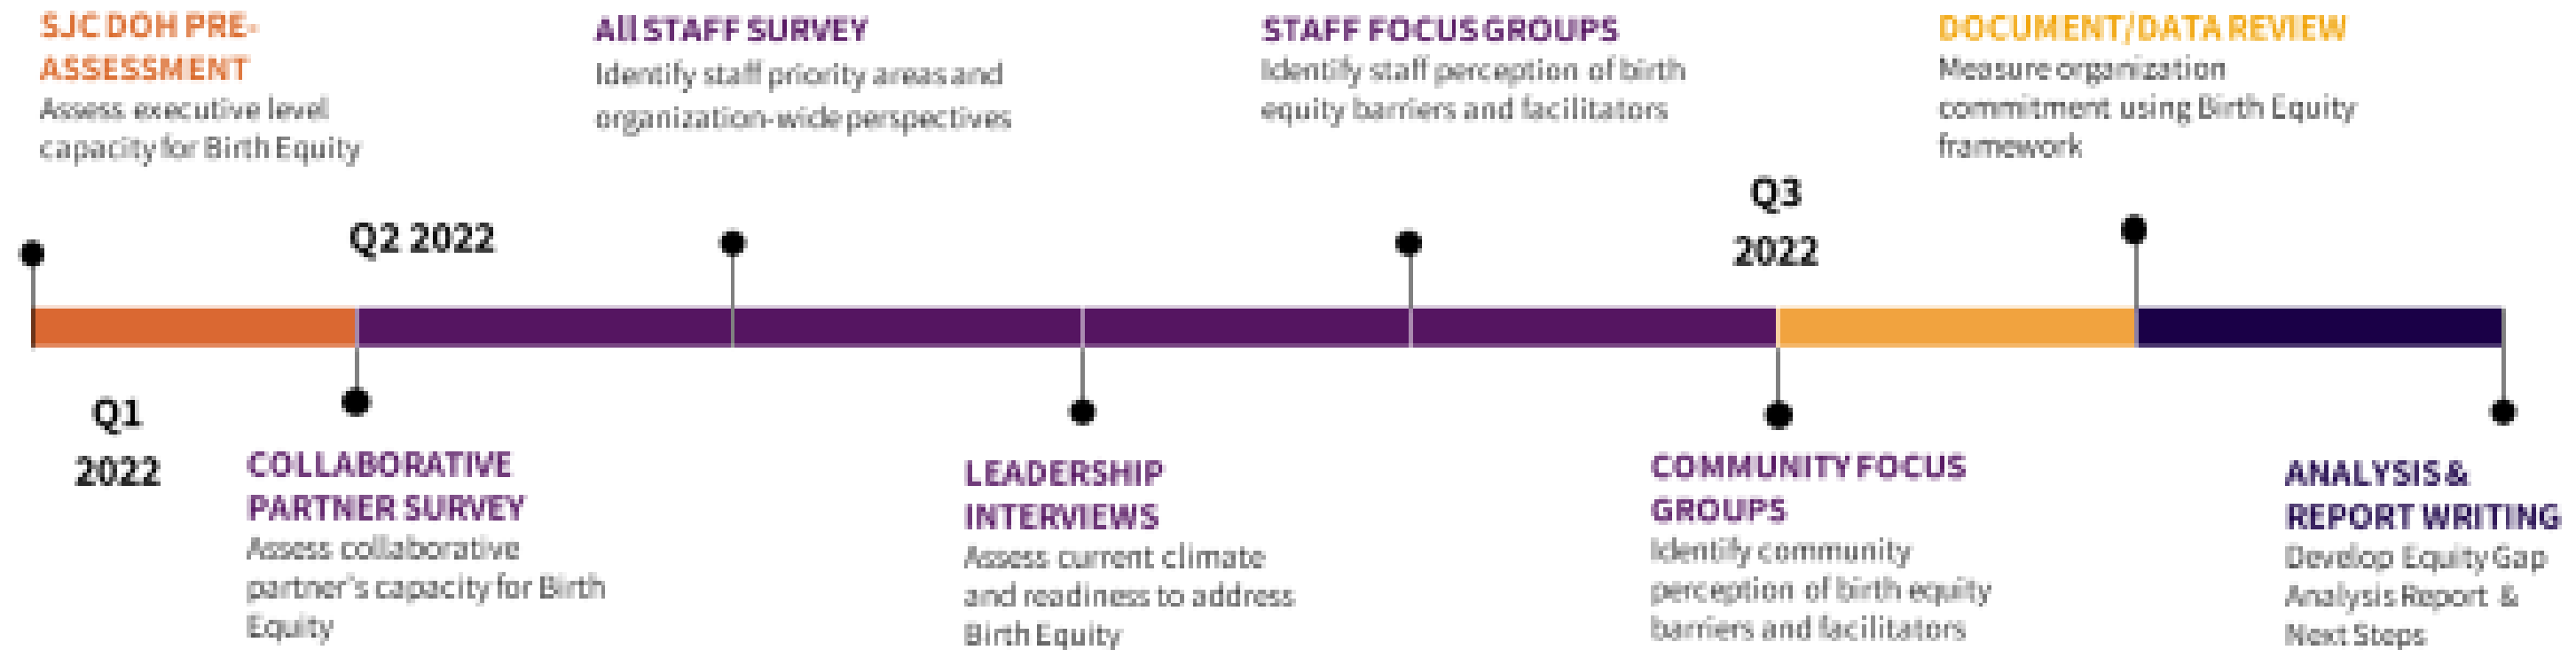 SJC DOH PRE-
ASSESSMENT
Assess executive level
capacity for Birth Equity
All STAFF SURVEY
Identify staff priority areas and
organization-wide perspectives
STAFF FOCUS GROUPS
Identify staff perception of birth
equity barriers and facilitators
DOCUMENT/DATA REVIEW
Measure organization
commitment using Birth Equity
framework
Q2 2022
Q3
2022
Q1
2022
COLLABORATIVE
PARTNER SURVEY
Assess collaborative
partner's capacity for Birth
Equity
LEADERSHIP
INTERVIEWS
Assess current climate
and readiness to address
Birth Equity
COMMUNITY FOCUS
GROUPS
Identify community
perception of birth equity
barriers and facilitators
ANALYSIS &
REPORT WRITING
Develop Equity Gap
Analysis Report &
Next Steps